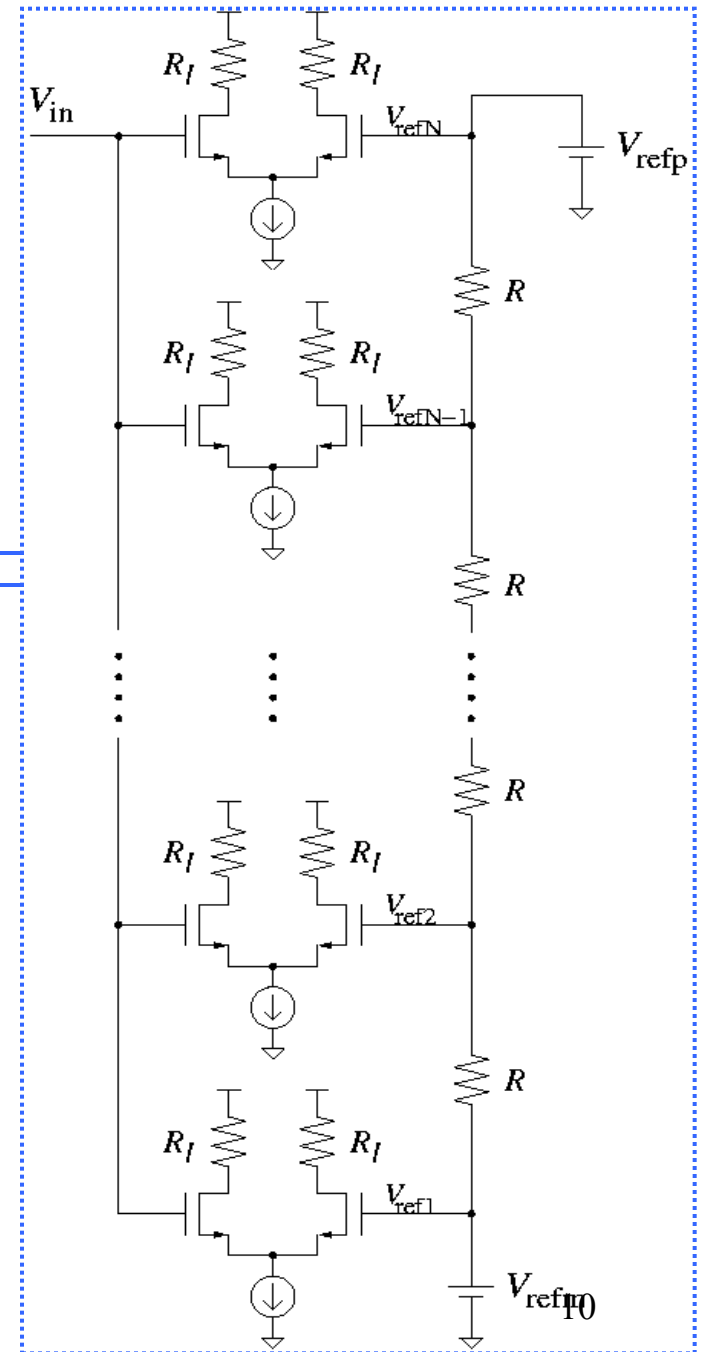 R_l R_l
V_in V_refN V_refp
R
R_l R_l
V_refN-1
R
R
R_l R_l
V_ref2
R
R_l R_l
V_ref1
V_refm
10